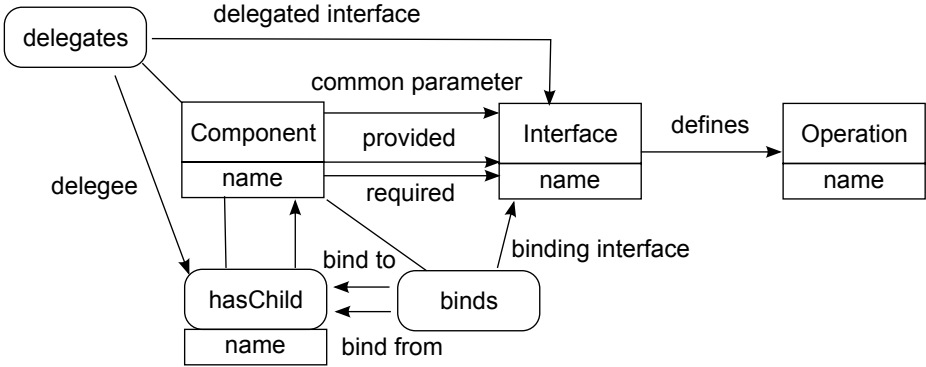 delegated interface
delegates
common parameter
Component
provided
Interface
defines
Operation
name
required
name
name
delegee
bind to
binding interface
hasChild
binds
name
bind from